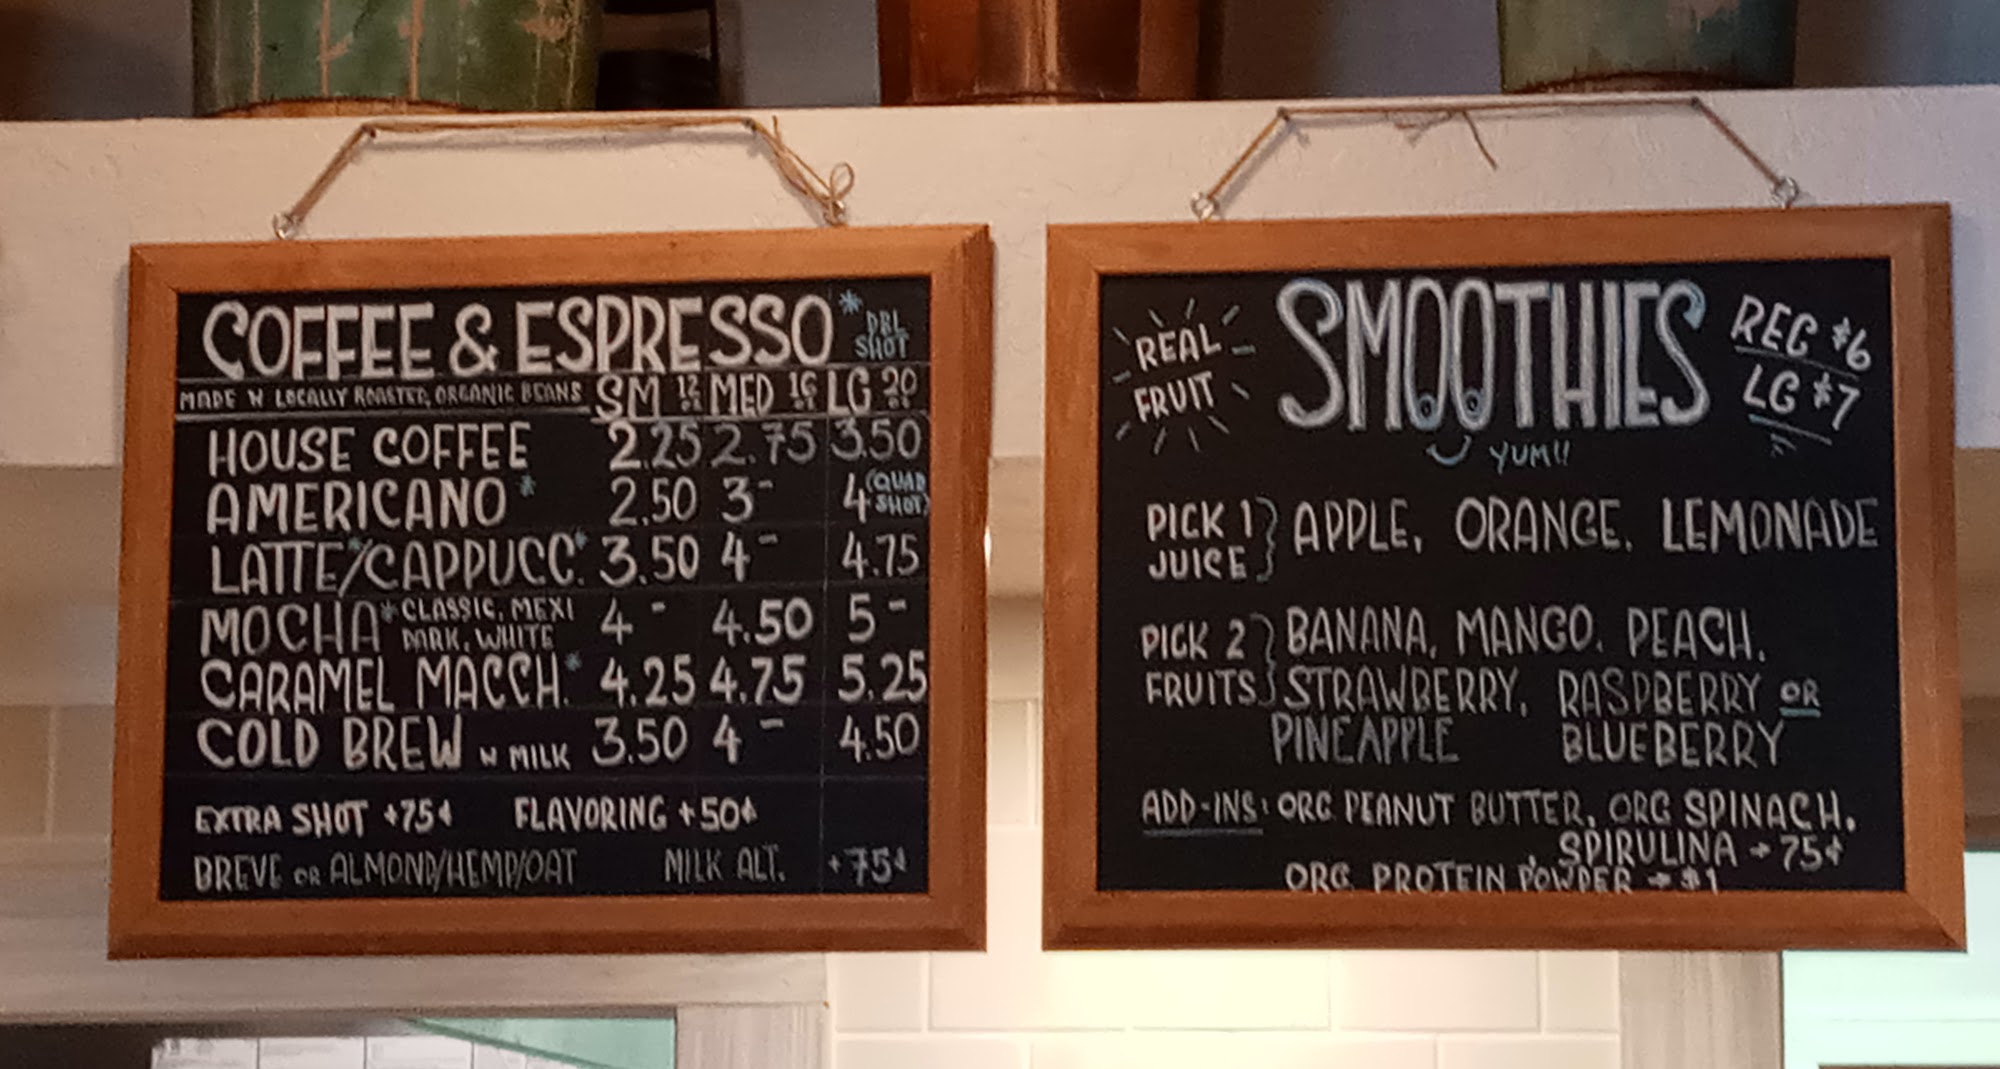 COFFEE & ESPRESSO * DBL SHOT
MADE W LOCALLY ROASTED, ORGANIC BEANS SM 12 OZ MED 16 OZ LG 20 OZ
HOUSE COFFEE 2.25 2.75 3.50
AMERICANO * 2.50 3- 4 (QUAD SHOT)
LATTE*/CAPPUCC.* 3.50 4- 4.75
MOCHA * CLASSIC, MEXI DARK, WHITE 4- 4.50 5-
CARAMEL MACCH.* 4.25 4.75 5.25
COLD BREW W MILK 3.50 4- 4.50
EXTRA SHOT +75¢ FLAVORING +50¢
BREVE OR ALMOND/HEMP/OAT MILK ALT. +75¢
REAL FRUIT
SMOOTHIES
REG $6
LG $7
YUM!!
PICK 1 JUICE } APPLE, ORANGE, LEMONADE
PICK 2 FRUITS } BANANA, MANGO, PEACH,
STRAWBERRY, RASPBERRY OR
PINEAPPLE BLUEBERRY
ADD-INS: ORG PEANUT BUTTER, ORG SPINACH,
SPIRULINA → 75¢
ORG PROTEIN POWDER → $1